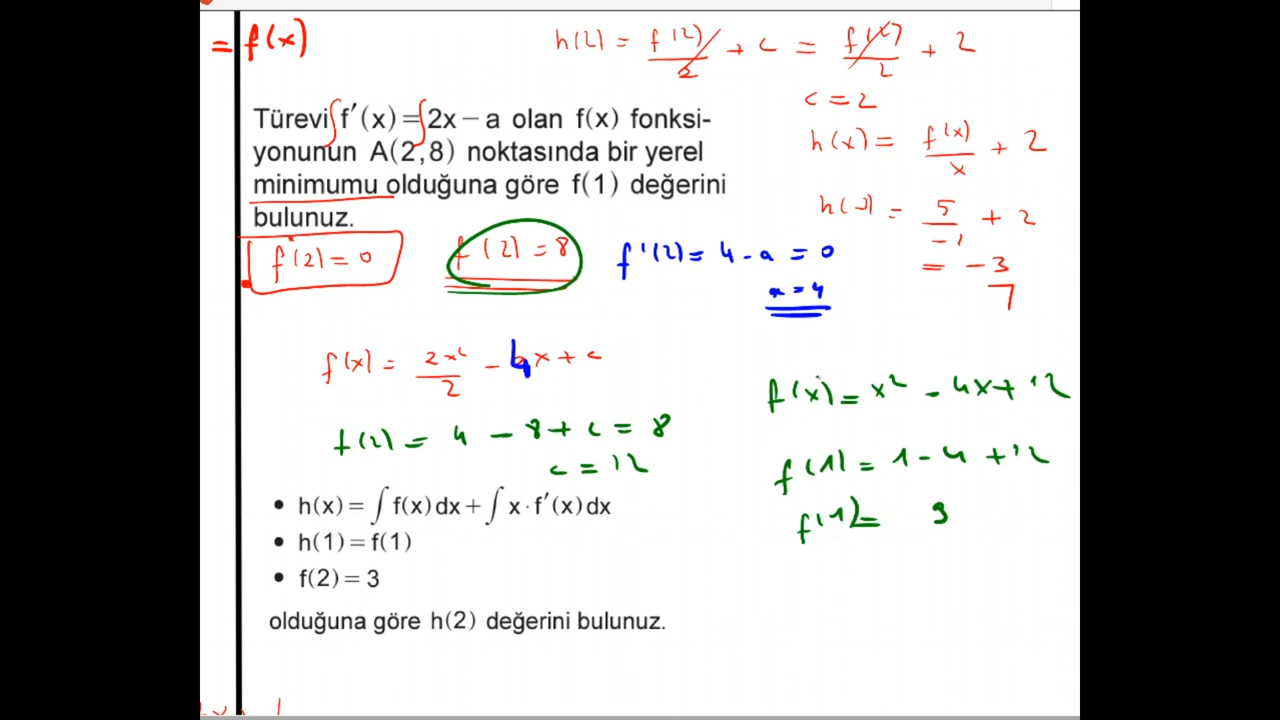 = f(x)
h(2) = f(2)/2 + c = f(2)/2 + 2
c = 2
h(x) = f(x)/x + 2
h(-1) = 5/-1 + 2
= -3
Türevi ∫f′(x)=∫2x−a olan f(x) fonksi-
yonunun A(2,8) noktasında bir yerel
minimumu olduğuna göre f(1) değerini
bulunuz.
f'(2) = 0
f(2) = 8
f'(2) = 4 - a = 0
a = 4
f(x) = 2x²/2 - 4x + c
f(2) = 4 - 8 + c = 8
c = 12
f(x) = x² - 4x + 12
f(1) = 1 - 4 + 12
f(1) = 9
• h(x)=∫f(x)dx+∫x·f′(x)dx
• h(1)=f(1)
• f(2)=3
olduğuna göre h(2) değerini bulunuz.